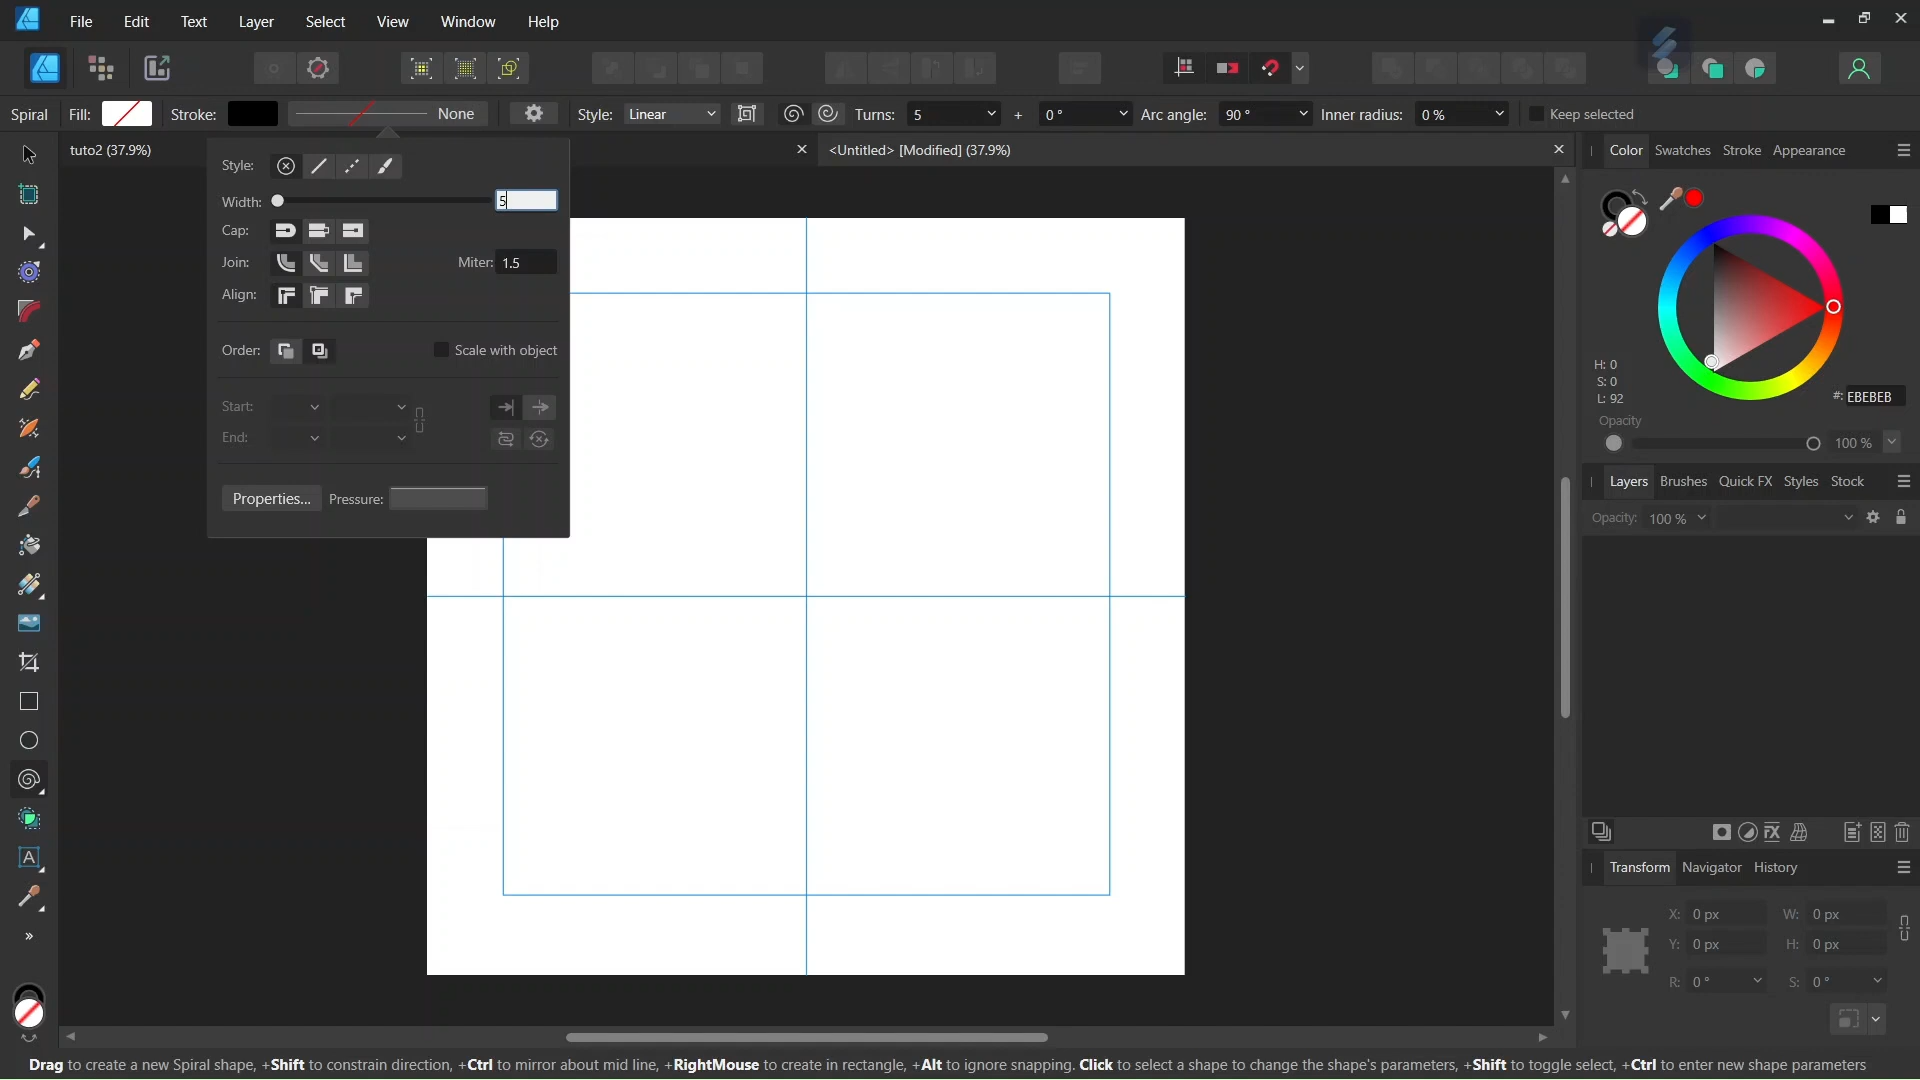 File Edit Text Layer Select View Window Help
Spiral Fill: Stroke: None Style: Linear Turns: 5 + 0 ° Arc angle: 90 ° Inner radius: 0 % Keep selected
tuto2 (37.9%) <Untitled> [Modified] (37.9%)
Color Swatches Stroke Appearance
Style:
Width: 5
Cap:
Join: Miter: 1.5
Align:
Order: Scale with object
Start:
End:
Properties... Pressure:
H: 0
S: 0
L: 92
#: EBEBEB
Opacity
100 %
Layers Brushes Quick FX Styles Stock
Opacity: 100 %
Transform Navigator History
X: 0 px W: 0 px
Y: 0 px H: 0 px
R: 0 ° S: 0 °
Drag to create a new Spiral shape, +Shift to constrain direction, +Ctrl to mirror about mid line, +RightMouse to create in rectangle, +Alt to ignore snapping. Click to select a shape to change the shape's parameters, +Shift to toggle select, +Ctrl to enter new shape parameters